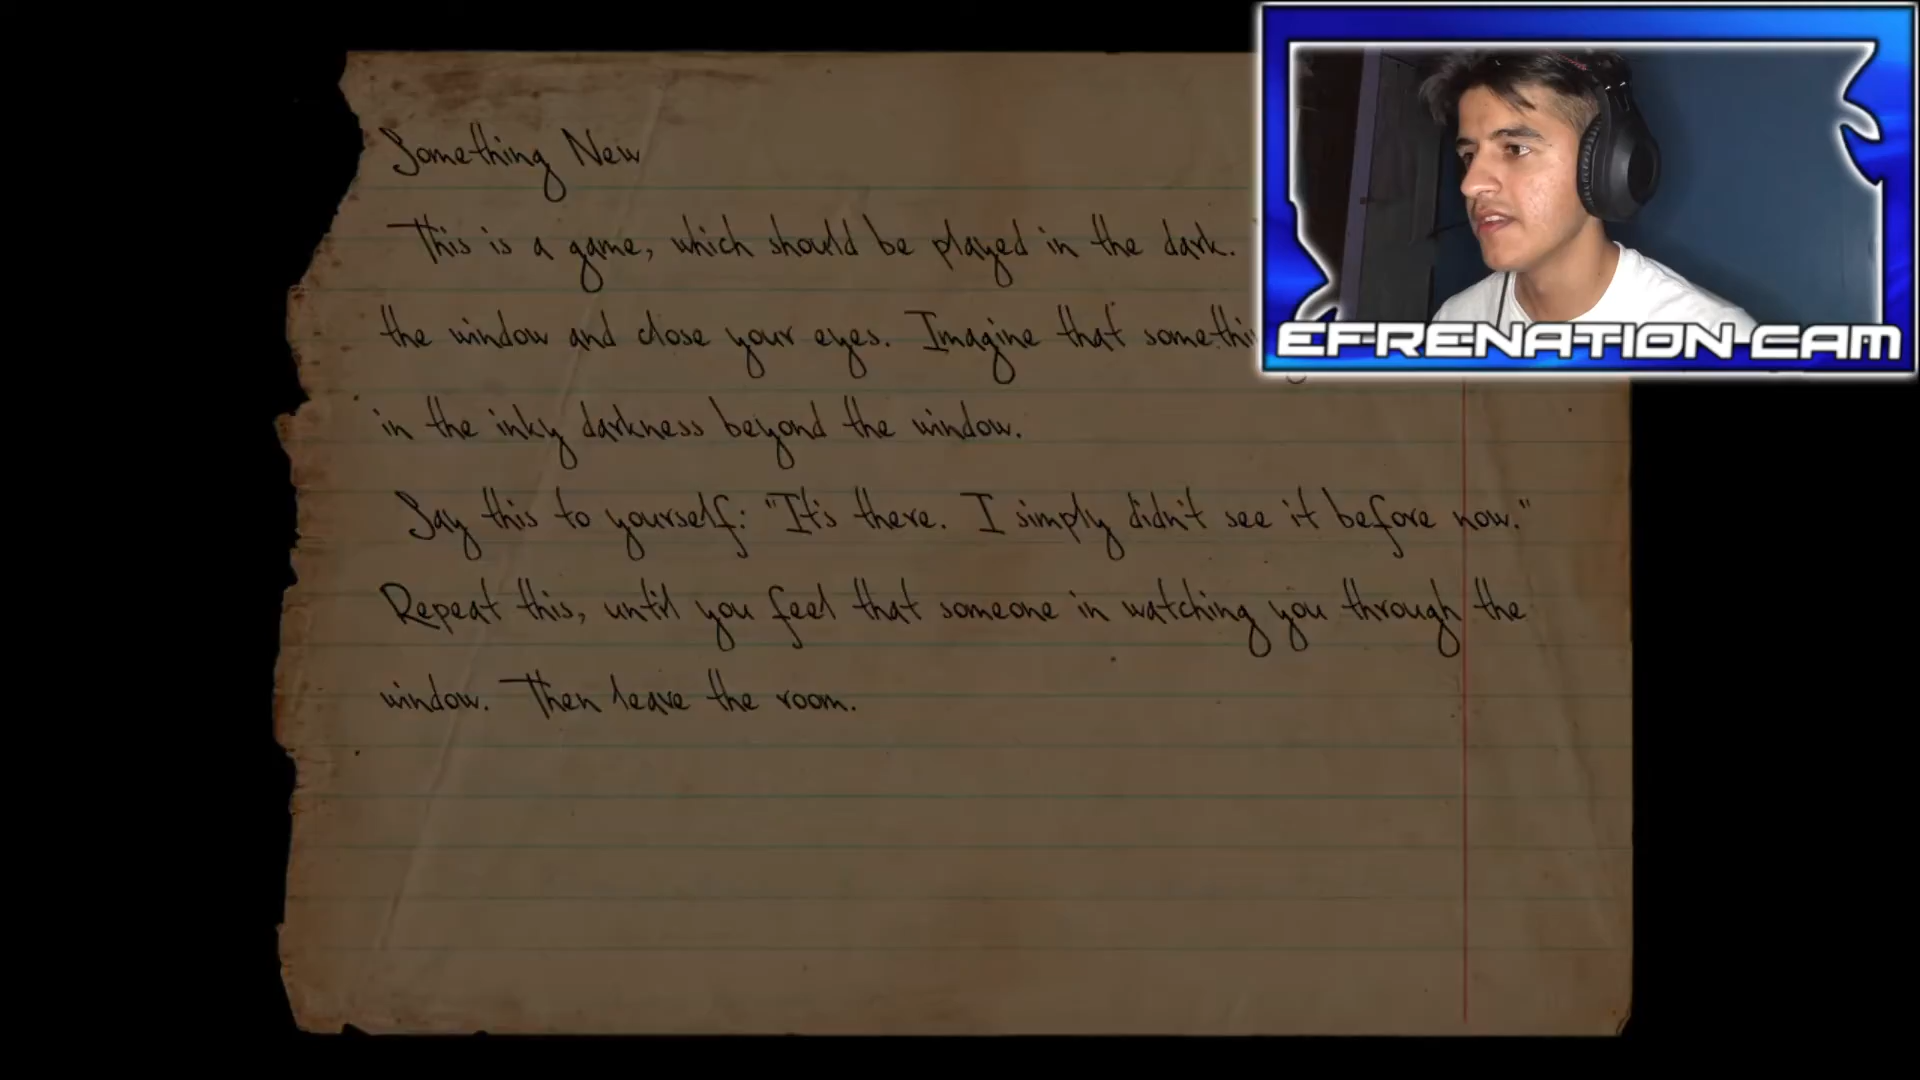 Something New
This is a game, which should be played in the dark.
the window and close your eyes. Imagine that
in the inky darkness beyond the window.
Say this to yourself: "It's there. I simply didn't see it before now."
Repeat this, until you feel that someone in watching you through the
window. Then leave the room.
EFRENATION CAM